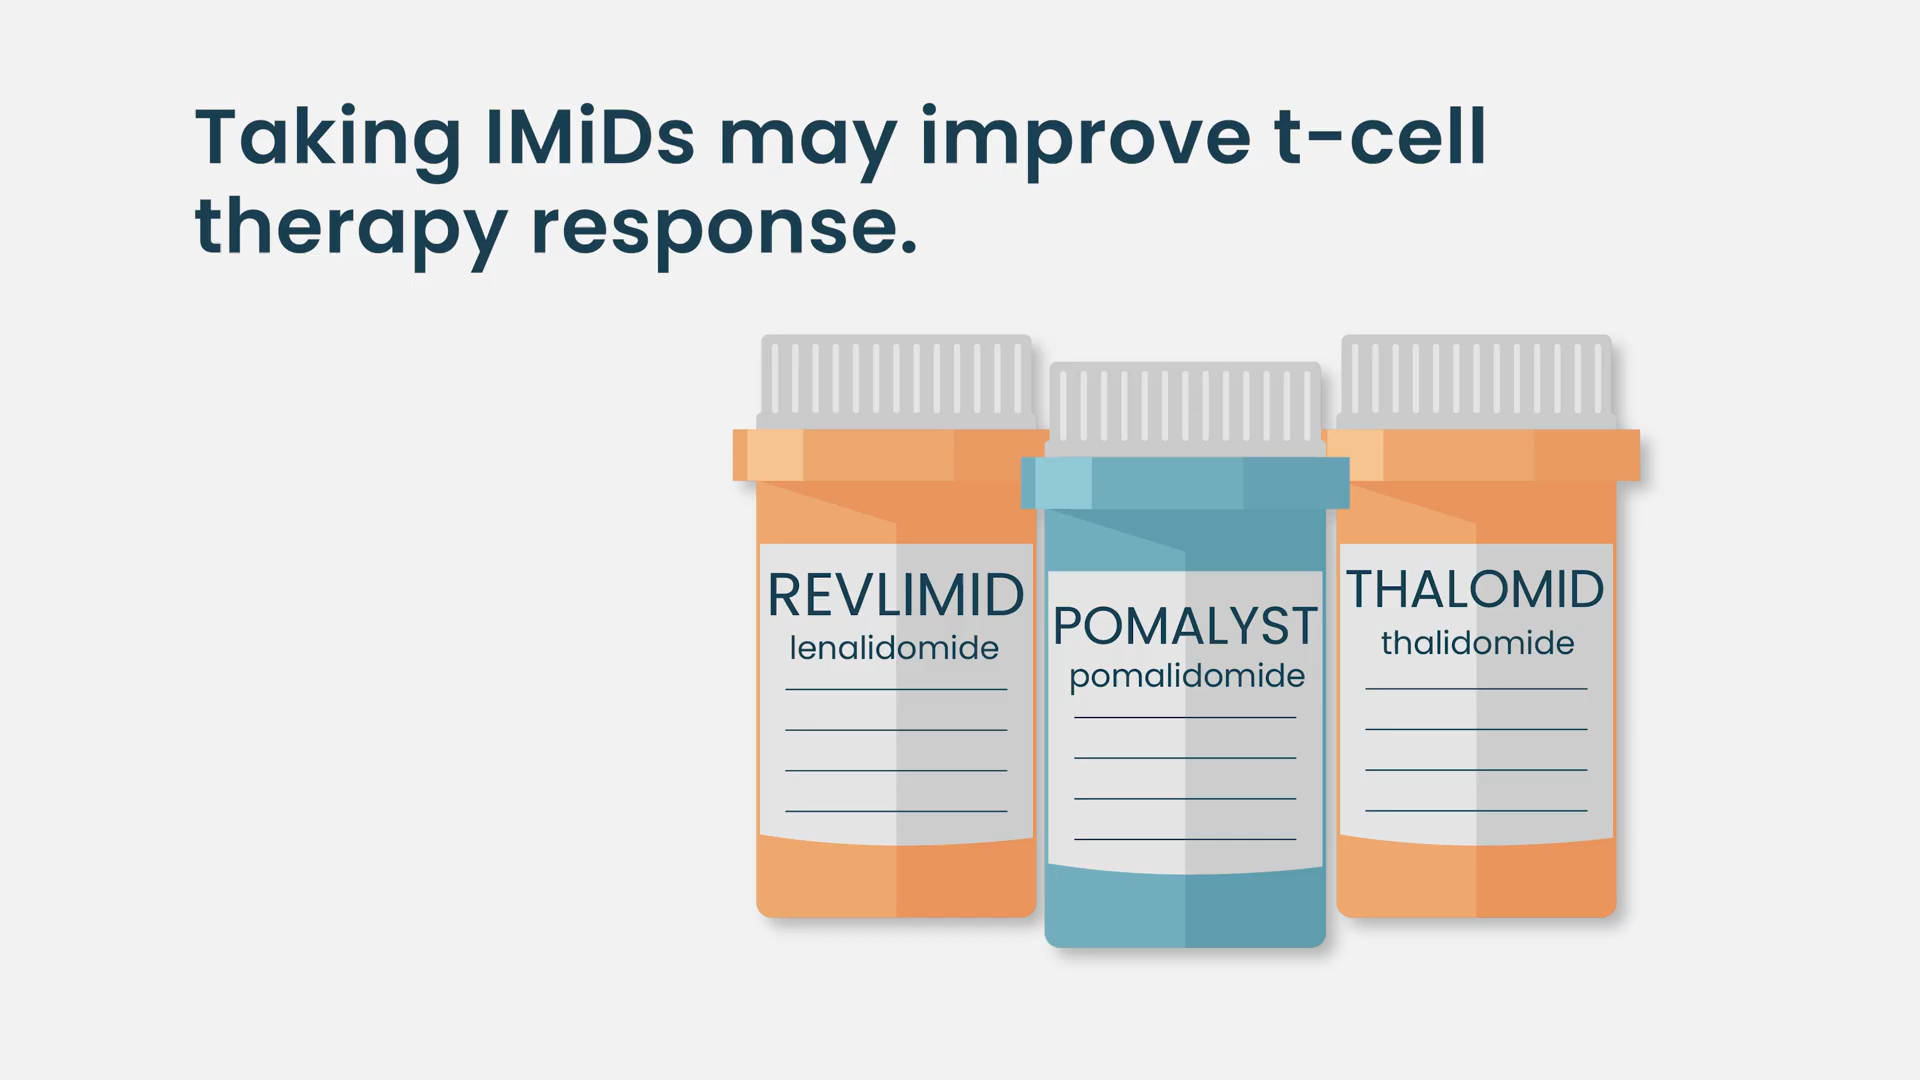 Taking IMiDs may improve t-cell
therapy response.
REVLIMID
lenalidomide
POMALYST
pomalidomide
THALOMID
thalidomide